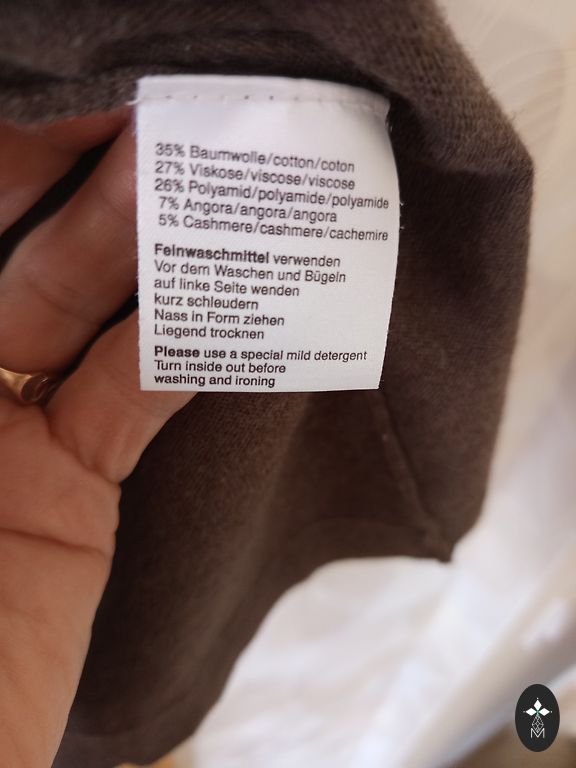 35% Baumwolle/cotton/coton
27% Viskose/viscose/viscose
26% Polyamid/polyamide/polyamide
7% Angora/angora/angora
5% Cashmere/cashmere/cachemire
Feinwaschmittel verwenden
Vor dem Waschen und Bügeln
auf linke Seite wenden
kurz schleudern
Nass in Form ziehen
Liegend trocknen
Please use a special mild detergent
Turn inside out before
washing and ironing
M